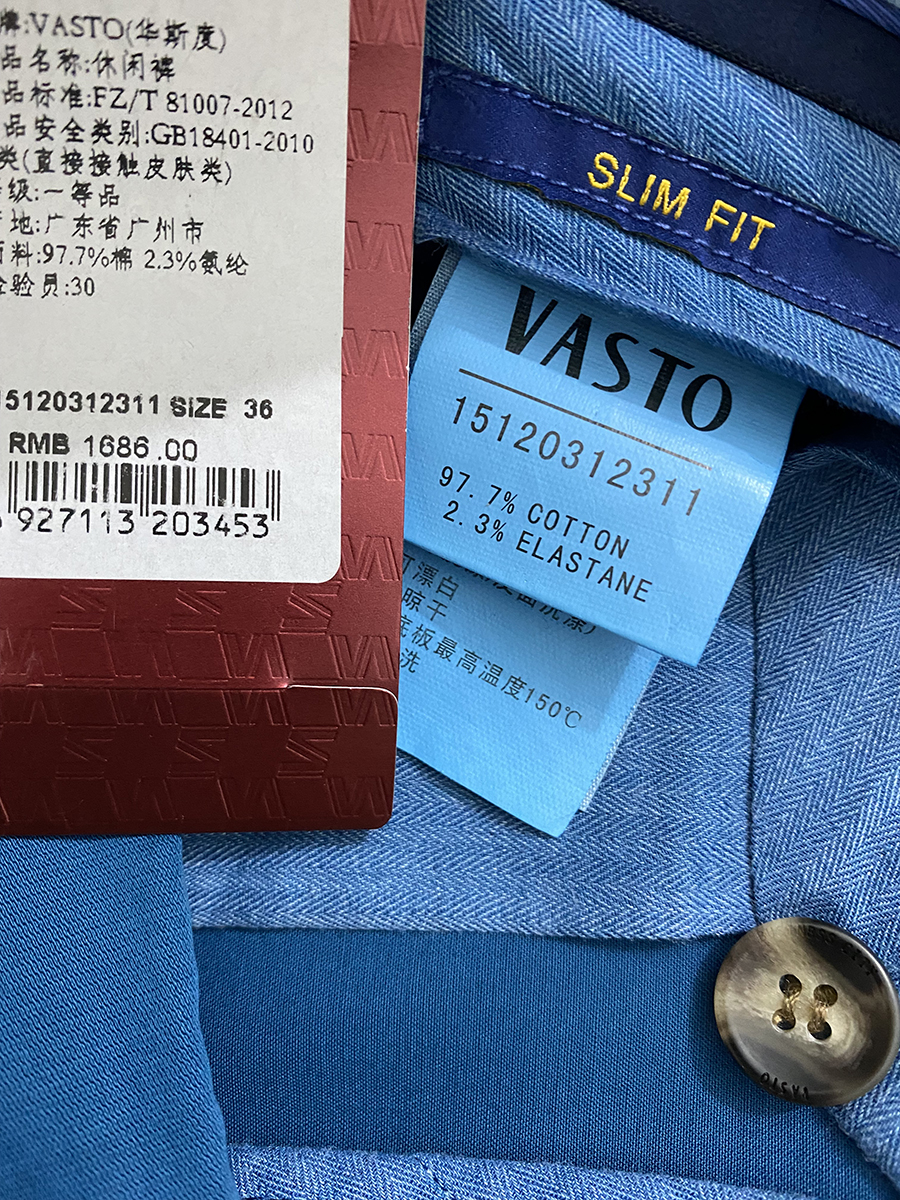 牌:VASTO(华斯度)
品名称:休闲裤
品标准:FZ/T 81007-2012
品安全类别:GB18401-2010
类(直接接触皮肤类)
级:一等品
地:广东省广州市
面料:97.7%棉 2.3%氨纶
检验员:30
15120312311 SIZE 36
RMB 1686.00
6 927113 203453
SLIM FIT
VASTO
15120312311
97.7% COTTON
2.3% ELASTANE
可漂白
晾干
底板最高温度150℃
洗
VASTO